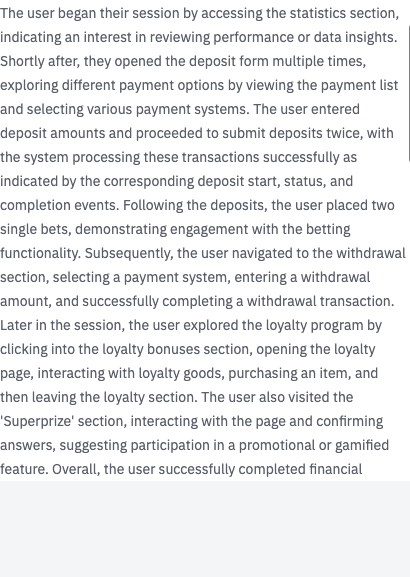 The user began their session by accessing the statistics section,
indicating an interest in reviewing performance or data insights.
Shortly after, they opened the deposit form multiple times,
exploring different payment options by viewing the payment list
and selecting various payment systems. The user entered
deposit amounts and proceeded to submit deposits twice, with
the system processing these transactions successfully as
indicated by the corresponding deposit start, status, and
completion events. Following the deposits, the user placed two
single bets, demonstrating engagement with the betting
functionality. Subsequently, the user navigated to the withdrawal
section, selecting a payment system, entering a withdrawal
amount, and successfully completing a withdrawal transaction.
Later in the session, the user explored the loyalty program by
clicking into the loyalty bonuses section, opening the loyalty
page, interacting with loyalty goods, purchasing an item, and
then leaving the loyalty section. The user also visited the
'Superprize' section, interacting with the page and confirming
answers, suggesting participation in a promotional or gamified
feature. Overall, the user successfully completed financial